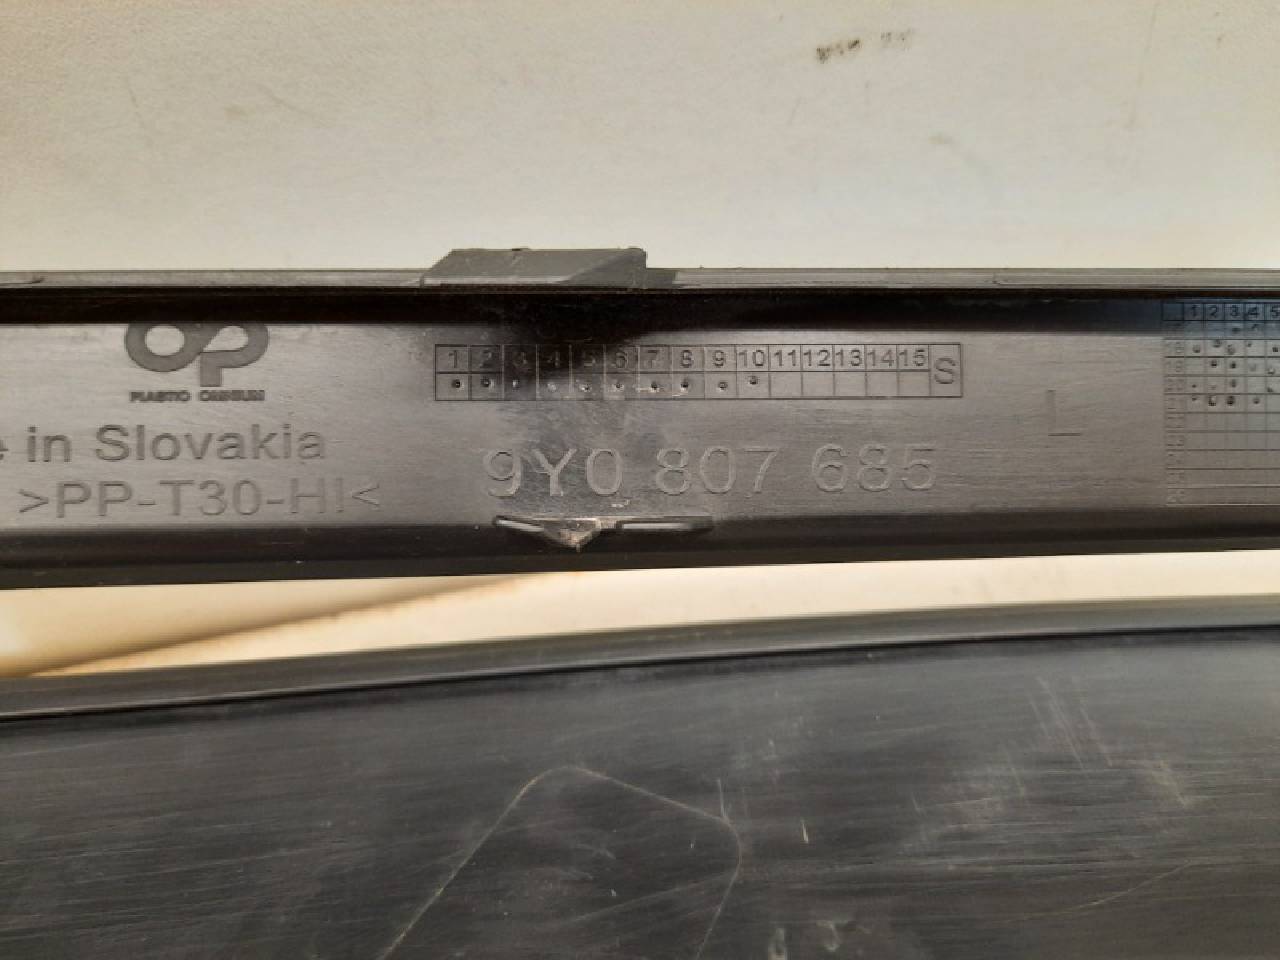 OP
PLASTIC OMNIUM
in Slovakia
>PP-T30-HI<
1 2 3 4 5 6 7 8 9 10 11 12 13 14 15 S
9Y0 807 685
L
1 2 3 4 5